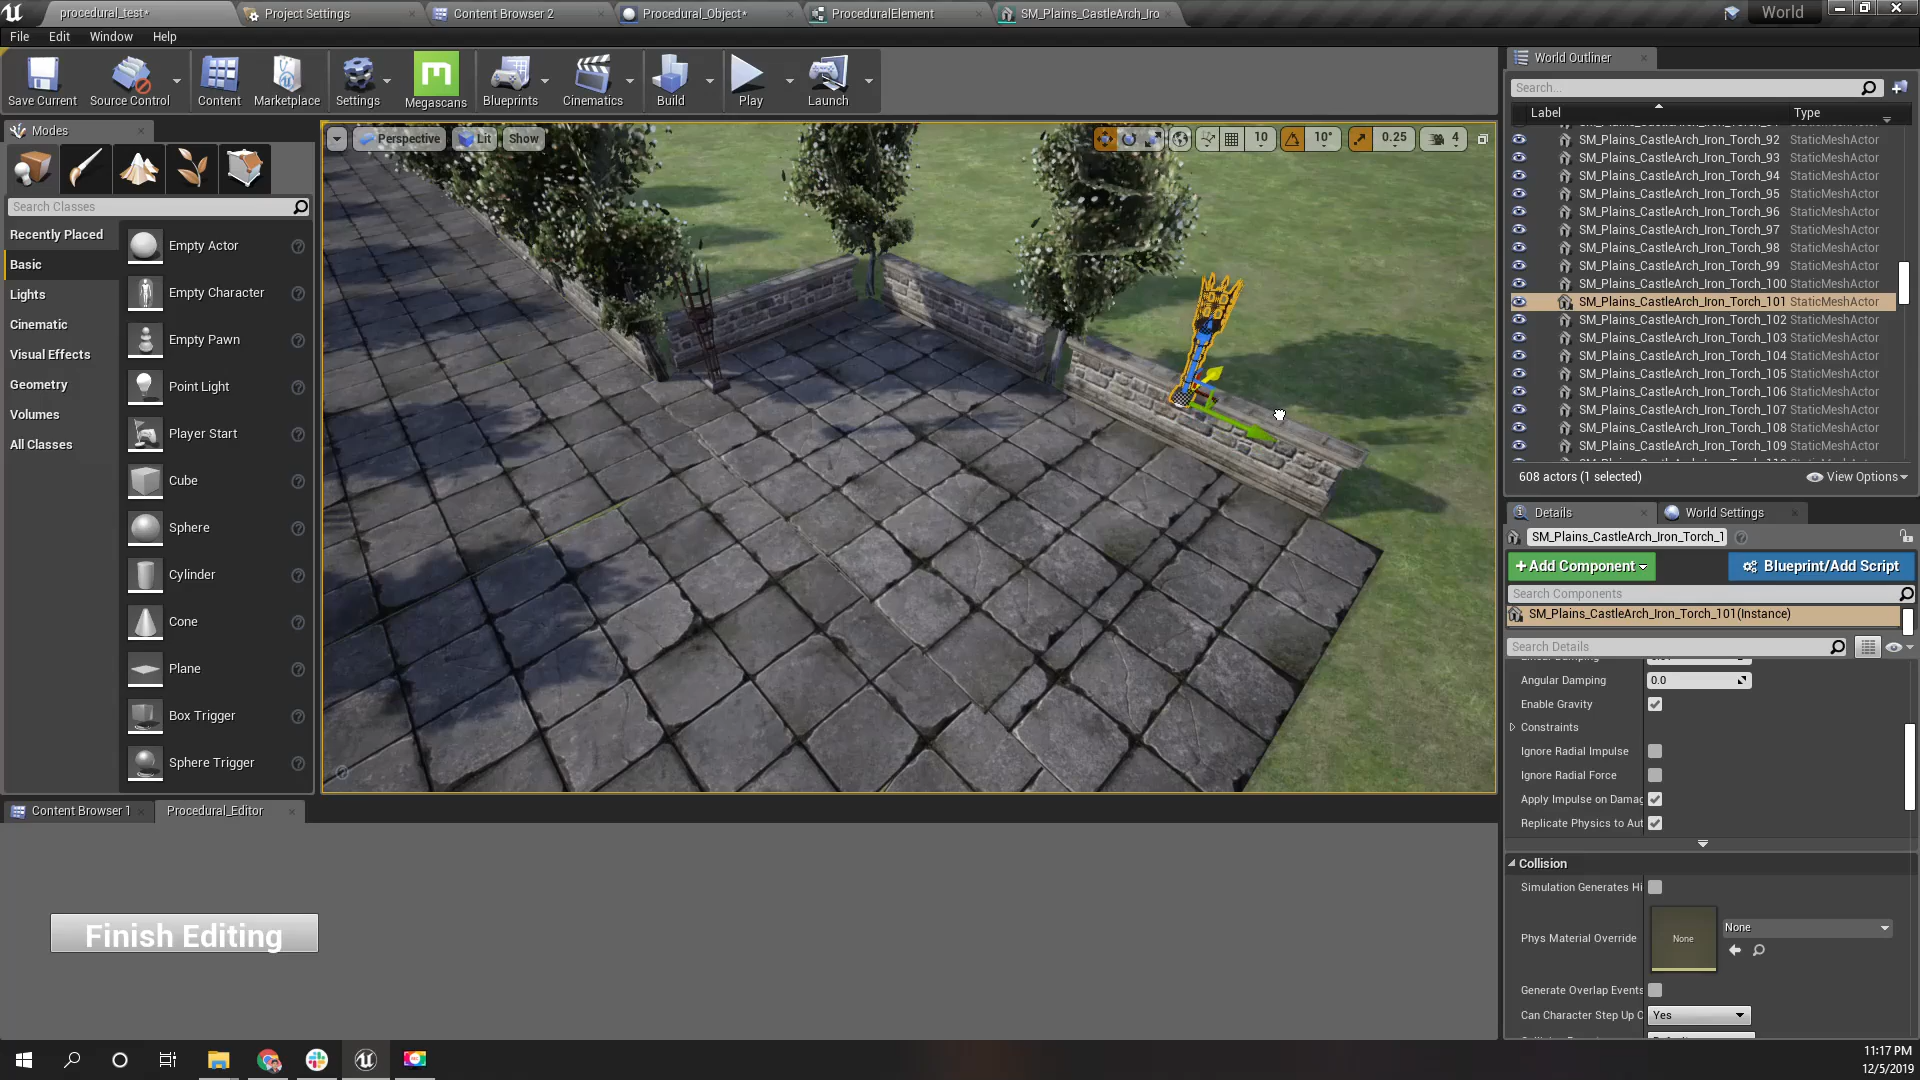 procedural_test*
Project Settings
Content Browser 2
Procedural_Object*
ProceduralElement
SM_Plains_CastleArch_Iro
World
File
Edit
Window
Help
Save Current
Source Control
Content
Marketplace
Settings
Megascans
Blueprints
Cinematics
Build
Play
Launch
Modes
Search Classes
Recently Placed
Basic
Lights
Cinematic
Visual Effects
Geometry
Volumes
All Classes
Empty Actor
Empty Character
Empty Pawn
Point Light
Player Start
Cube
Sphere
Cylinder
Cone
Plane
Box Trigger
Sphere Trigger
Perspective
Lit
Show
10
10°
0.25
4
World Outliner
Search...
Label
Type
SM_Plains_CastleArch_Iron_Torch_92 StaticMeshActor
SM_Plains_CastleArch_Iron_Torch_93 StaticMeshActor
SM_Plains_CastleArch_Iron_Torch_94 StaticMeshActor
SM_Plains_CastleArch_Iron_Torch_95 StaticMeshActor
SM_Plains_CastleArch_Iron_Torch_96 StaticMeshActor
SM_Plains_CastleArch_Iron_Torch_97 StaticMeshActor
SM_Plains_CastleArch_Iron_Torch_98 StaticMeshActor
SM_Plains_CastleArch_Iron_Torch_99 StaticMeshActor
SM_Plains_CastleArch_Iron_Torch_100 StaticMeshActor
SM_Plains_CastleArch_Iron_Torch_101 StaticMeshActor
SM_Plains_CastleArch_Iron_Torch_102 StaticMeshActor
SM_Plains_CastleArch_Iron_Torch_103 StaticMeshActor
SM_Plains_CastleArch_Iron_Torch_104 StaticMeshActor
SM_Plains_CastleArch_Iron_Torch_105 StaticMeshActor
SM_Plains_CastleArch_Iron_Torch_106 StaticMeshActor
SM_Plains_CastleArch_Iron_Torch_107 StaticMeshActor
SM_Plains_CastleArch_Iron_Torch_108 StaticMeshActor
SM_Plains_CastleArch_Iron_Torch_109 StaticMeshActor
608 actors (1 selected)
View Options
Details
World Settings
SM_Plains_CastleArch_Iron_Torch_1
+Add Component
Blueprint/Add Script
Search Components
SM_Plains_CastleArch_Iron_Torch_101(Instance)
Search Details
Angular Damping
0.0
Enable Gravity
Constraints
Ignore Radial Impulse
Ignore Radial Force
Apply Impulse on Damag
Replicate Physics to Aut
Collision
Simulation Generates Hi
Phys Material Override
None
None
Generate Overlap Events
Can Character Step Up O
Yes
Content Browser 1
Procedural_Editor
Finish Editing
11:17 PM
12/5/2019